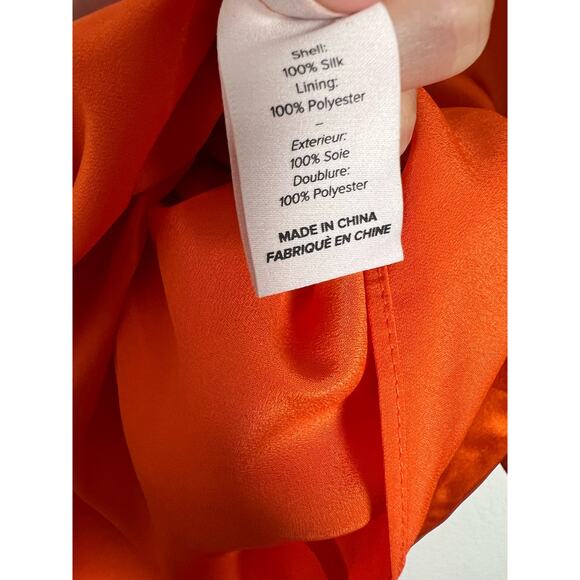 Shell:
100% Silk
Lining:
100% Polyester
–
Exterieur:
100% Soie
Doublure:
100% Polyester
MADE IN CHINA
FABRIQUÈ EN CHINE